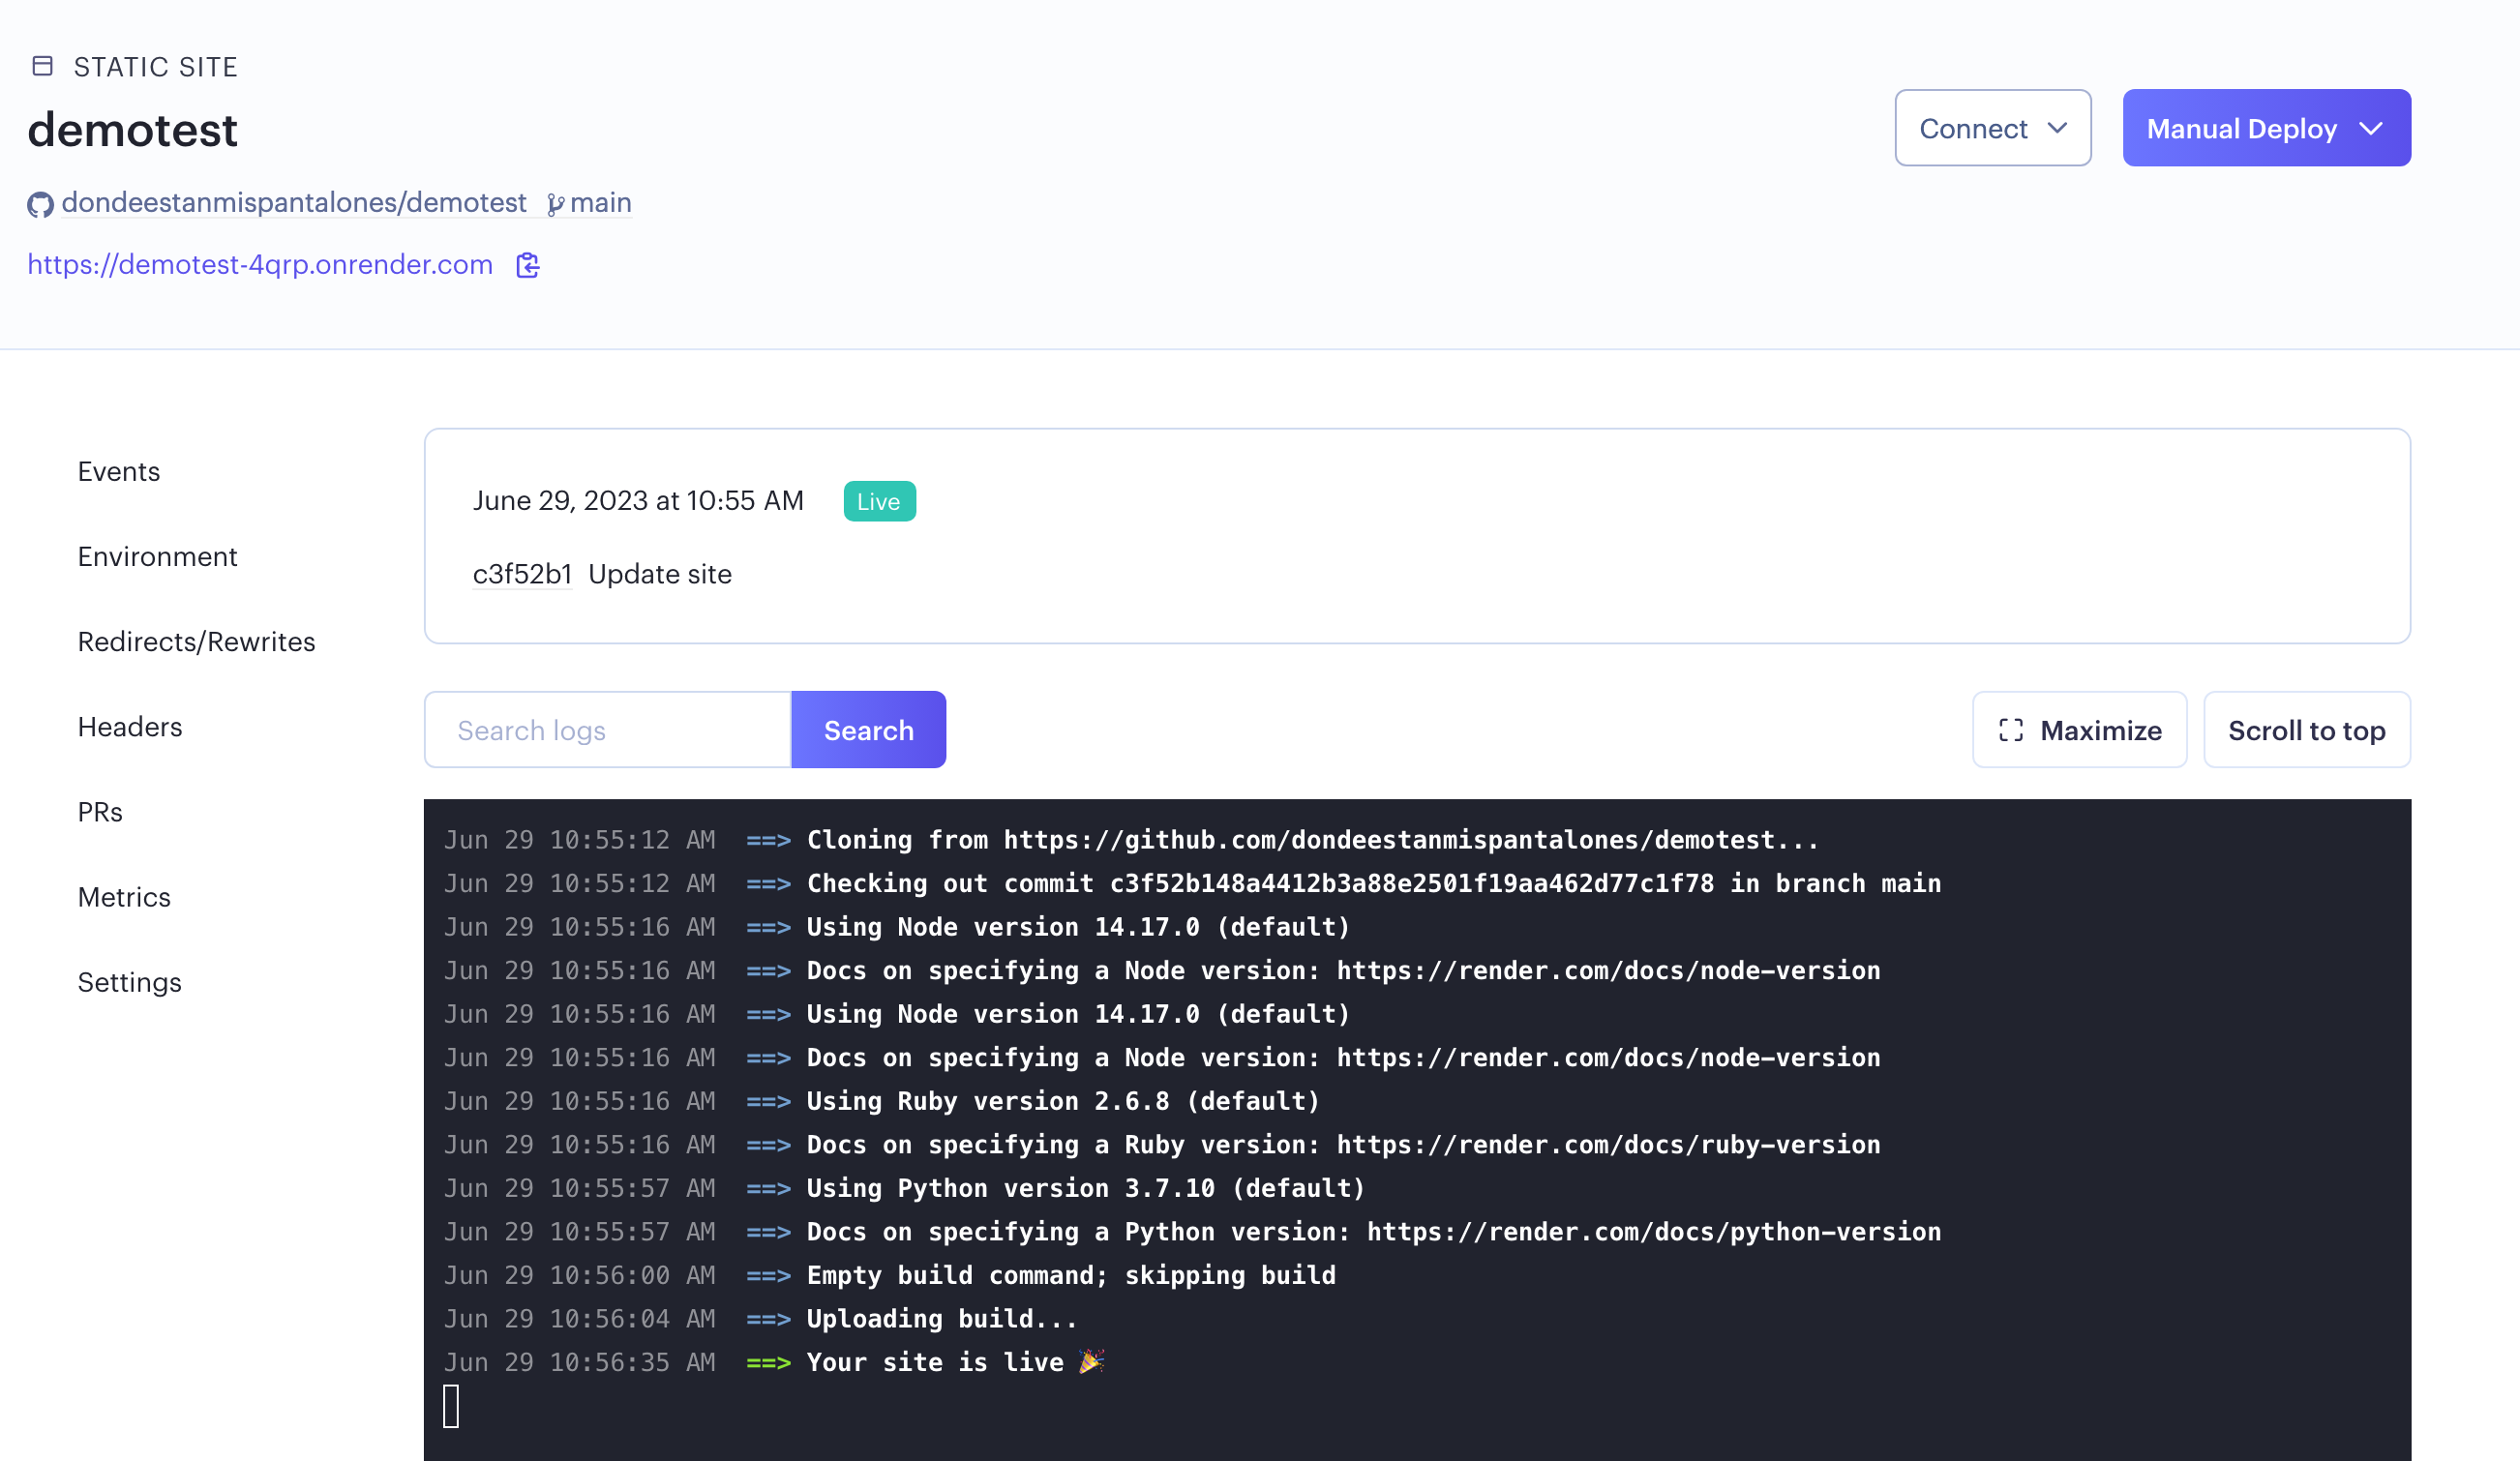 STATIC SITE
demotest
Connect
Manual Deploy
dondeestanmispantalones/demotest main
https://demotest-4qrp.onrender.com
Events
Environment
Redirects/Rewrites
Headers
PRs
Metrics
Settings
June 29, 2023 at 10:55 AM Live
c3f52b1 Update site
Search logs Search
Maximize Scroll to top
Jun 29 10:55:12 AM ==> Cloning from https://github.com/dondeestanmispantalones/demotest...
Jun 29 10:55:12 AM ==> Checking out commit c3f52b148a4412b3a88e2501f19aa462d77c1f78 in branch main
Jun 29 10:55:16 AM ==> Using Node version 14.17.0 (default)
Jun 29 10:55:16 AM ==> Docs on specifying a Node version: https://render.com/docs/node-version
Jun 29 10:55:16 AM ==> Using Node version 14.17.0 (default)
Jun 29 10:55:16 AM ==> Docs on specifying a Node version: https://render.com/docs/node-version
Jun 29 10:55:16 AM ==> Using Ruby version 2.6.8 (default)
Jun 29 10:55:16 AM ==> Docs on specifying a Ruby version: https://render.com/docs/ruby-version
Jun 29 10:55:57 AM ==> Using Python version 3.7.10 (default)
Jun 29 10:55:57 AM ==> Docs on specifying a Python version: https://render.com/docs/python-version
Jun 29 10:56:00 AM ==> Empty build command; skipping build
Jun 29 10:56:04 AM ==> Uploading build...
Jun 29 10:56:35 AM ==> Your site is live 🎉